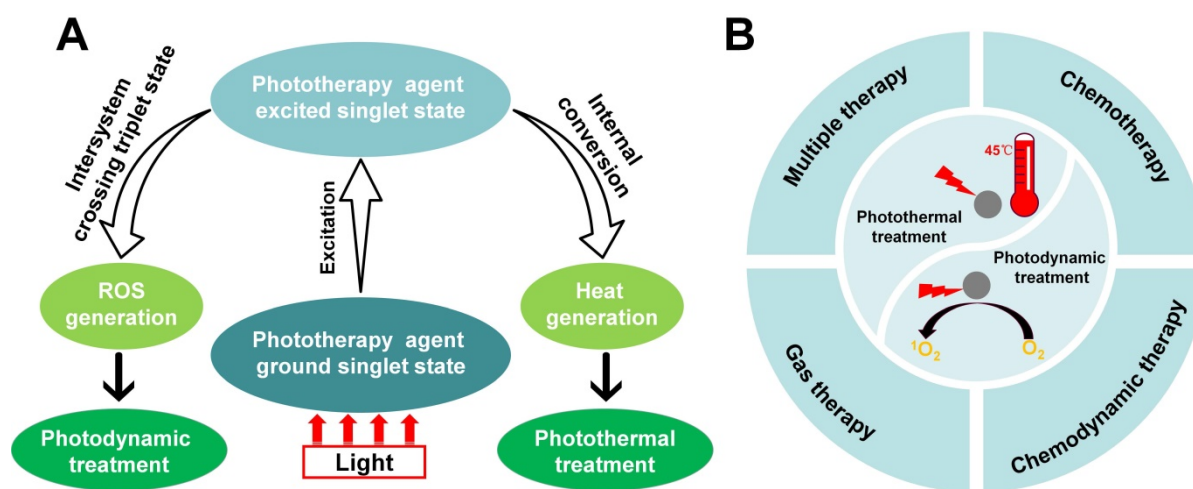 A
Phototherapy agent
excited singlet state
Intersystem
crossing triplet state
Internal
conversion
Excitation
ROS
generation
Heat
generation
Phototherapy agent
ground singlet state
Photodynamic
treatment
Light
Photothermal
treatment
B
Multiple therapy
Chemotherapy
45℃
Photothermal
treatment
Photodynamic
treatment
¹O₂
O₂
Gas therapy
Chemodynamic therapy